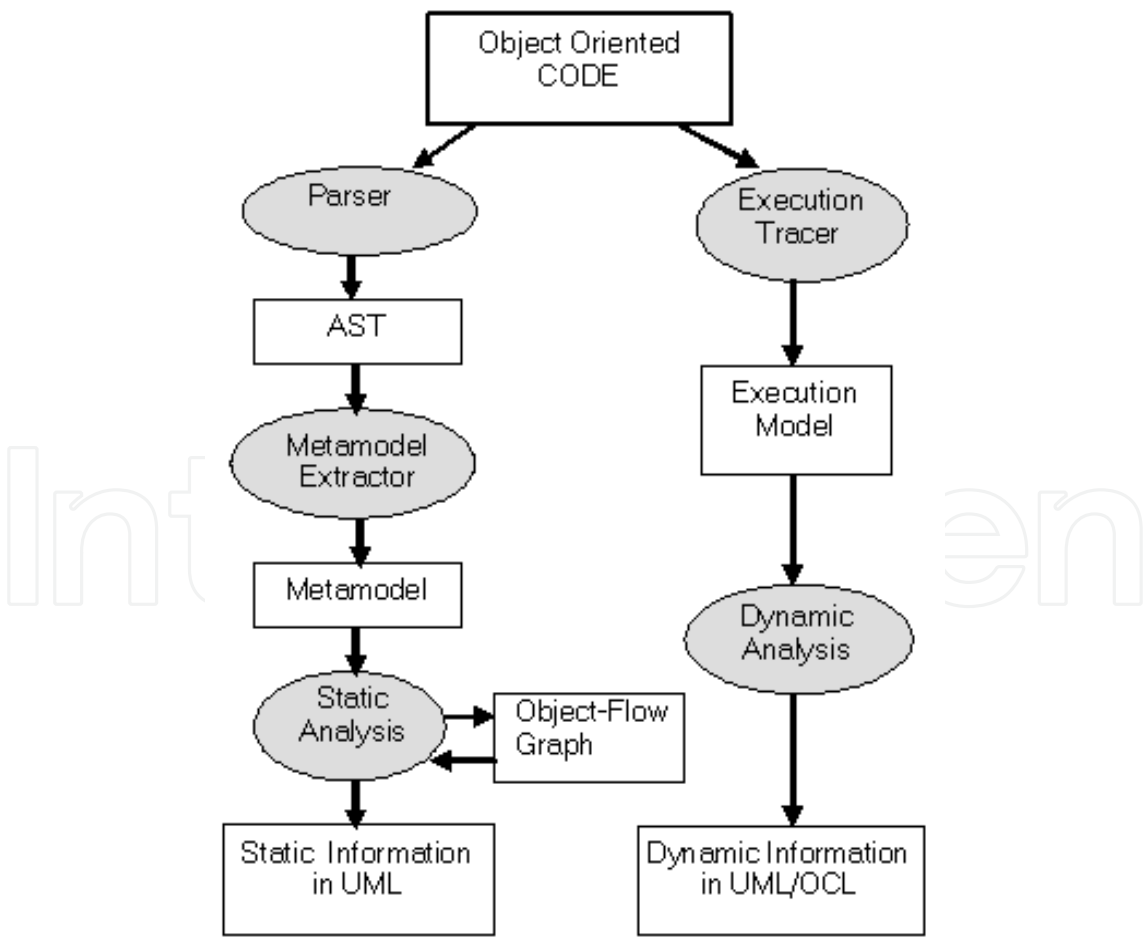 Object Oriented
CODE
Parser
Execution
Tracer
AST
Execution
Model
Metamodel
Extractor
Metamodel
Dynamic
Analysis
Static
Analysis
Object-Flow
Graph
Static Information
in UML
Dynamic Information
in UML/OCL